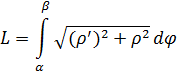 L = ∫_α^β √((ρ′)² + ρ²) dφ